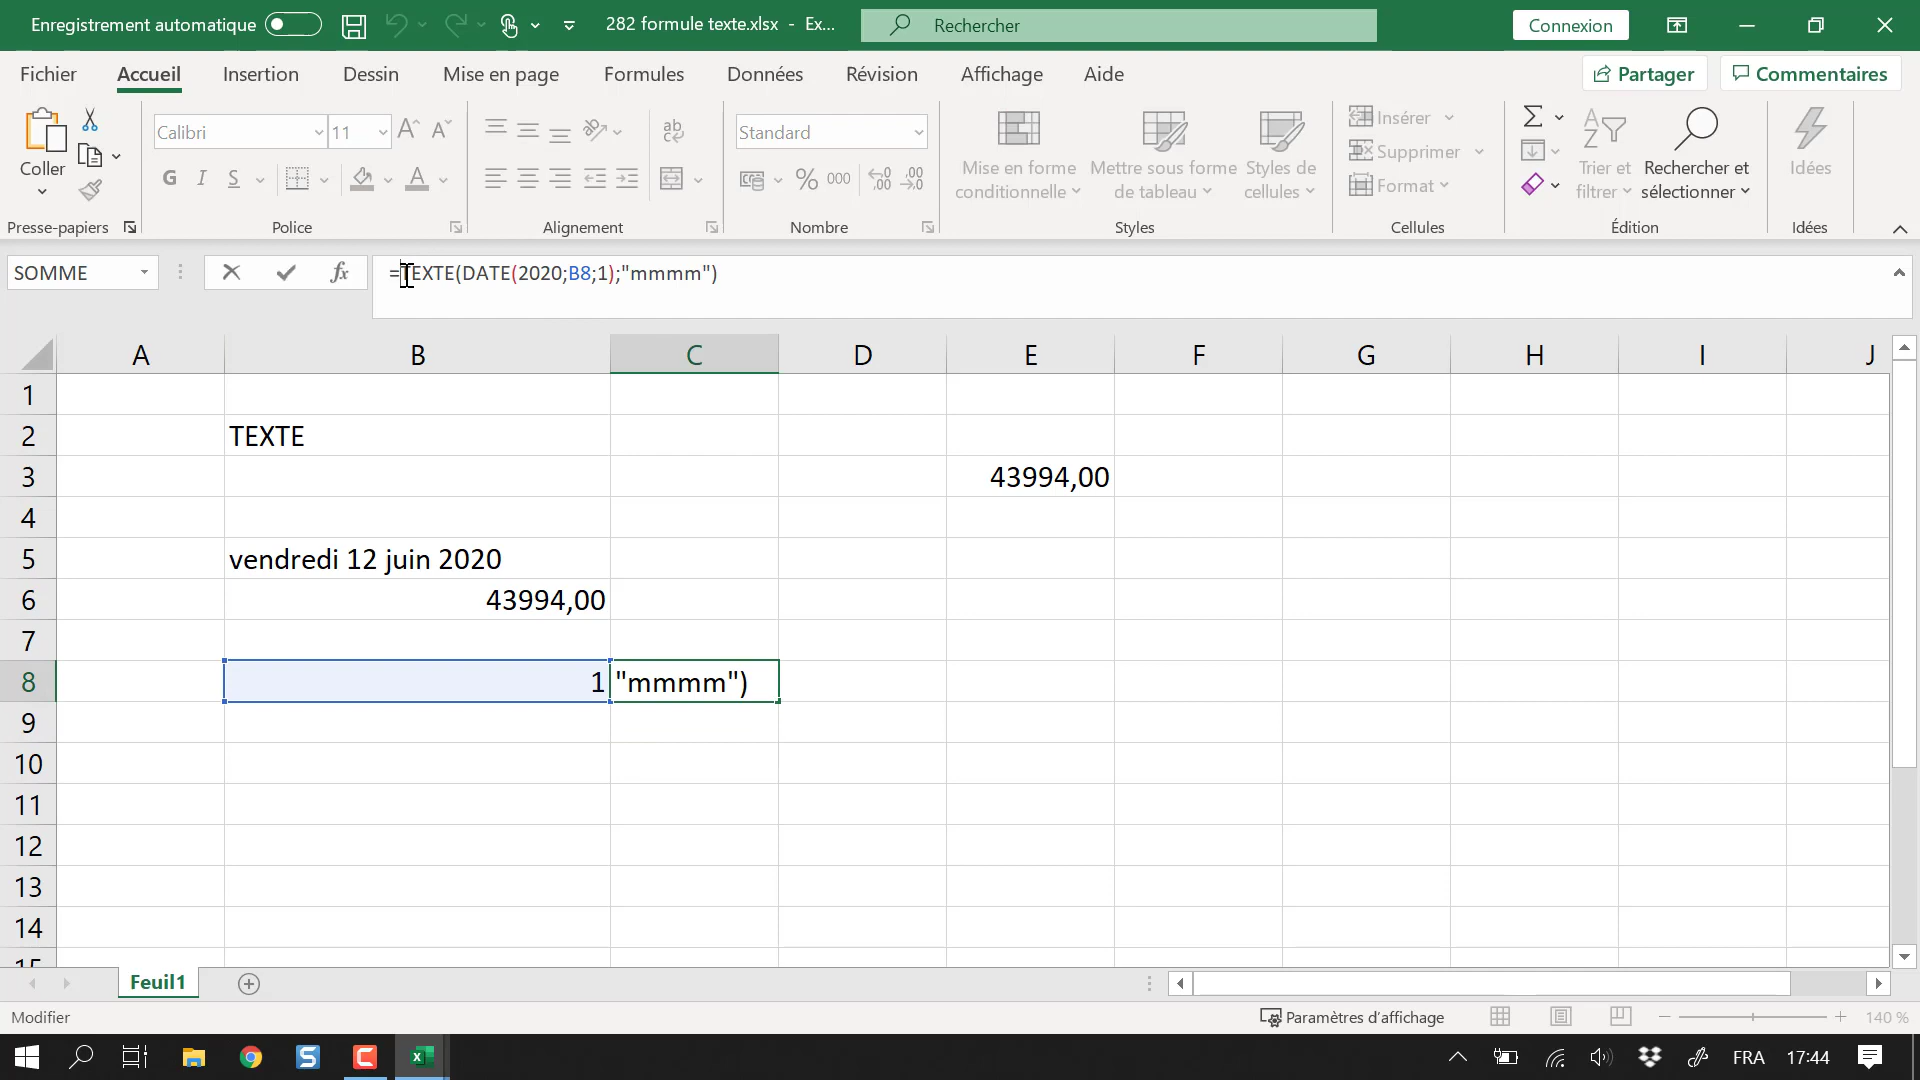 Enregistrement automatique
282 formule texte.xlsx - Ex...
Rechercher
Connexion
Fichier Accueil Insertion Dessin Mise en page Formules Données Révision Affichage Aide
Partager Commentaires
Coller
Presse-papiers
Calibri 11
G I S
Police
ab
Alignement
Standard
% 000
Nombre
Mise en forme
conditionnelle
Mettre sous forme
de tableau
Styles de
cellules
Styles
Insérer
Supprimer
Format
Cellules
Trier et
filtrer
Rechercher et
sélectionner
Édition
Idées
Idées
SOMME
fx
=TEXTE(DATE(2020;B8;1);"mmmm")
A B C D E F G H I J
1
2 TEXTE
3 43994,00
4
5 vendredi 12 juin 2020
6 43994,00
7
8 1 "mmmm")
9
10
11
12
13
14
15
Feuil1
Modifier
Paramètres d'affichage
140 %
FRA 17:44